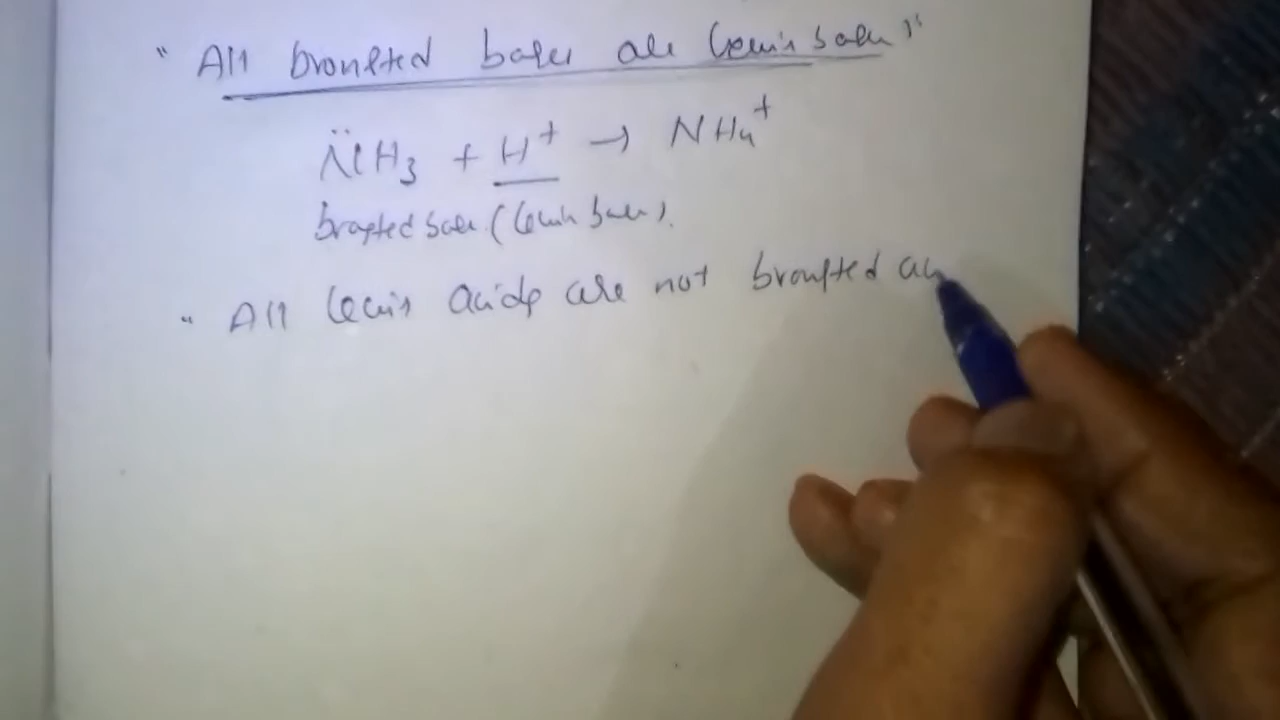 " All bronsted bases are Lewis bases "
N̈H3 + H+ → NH4+
bronsted base (Lewis base).
" All Lewis acids are not bronsted ac